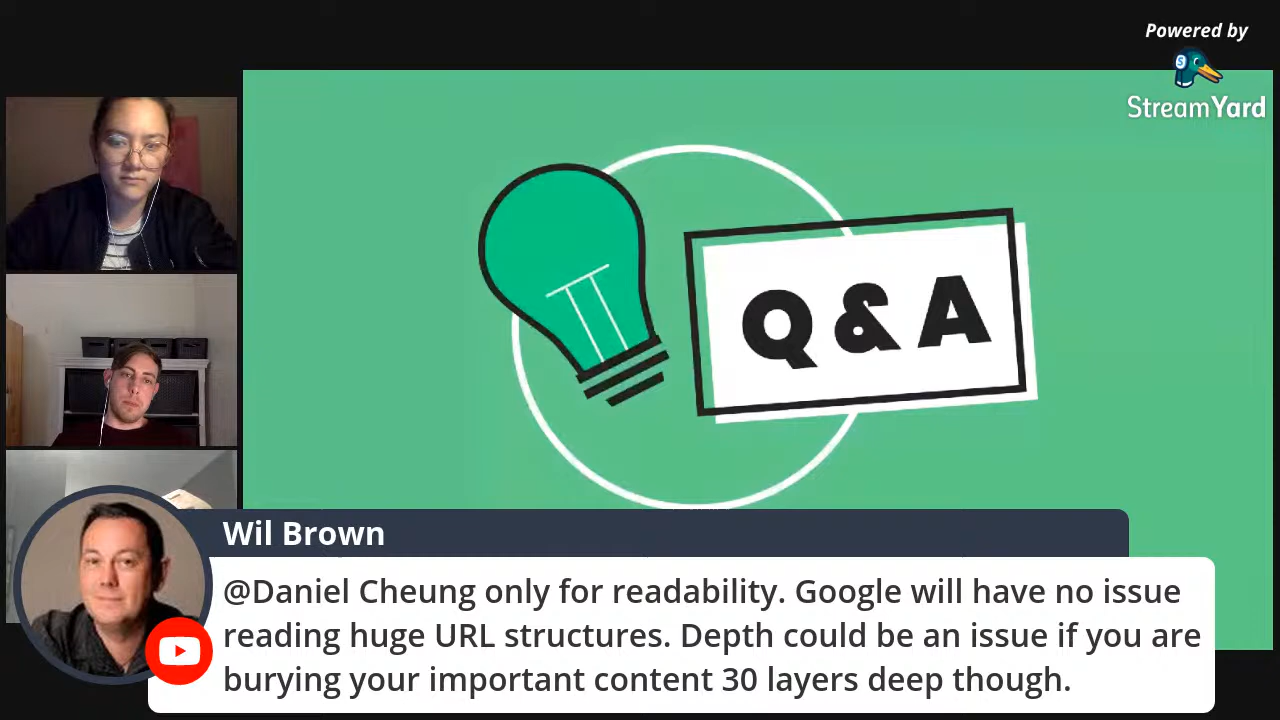 Powered by
StreamYard
Q & A
Wil Brown
@Daniel Cheung only for readability. Google will have no issue
reading huge URL structures. Depth could be an issue if you are
burying your important content 30 layers deep though.